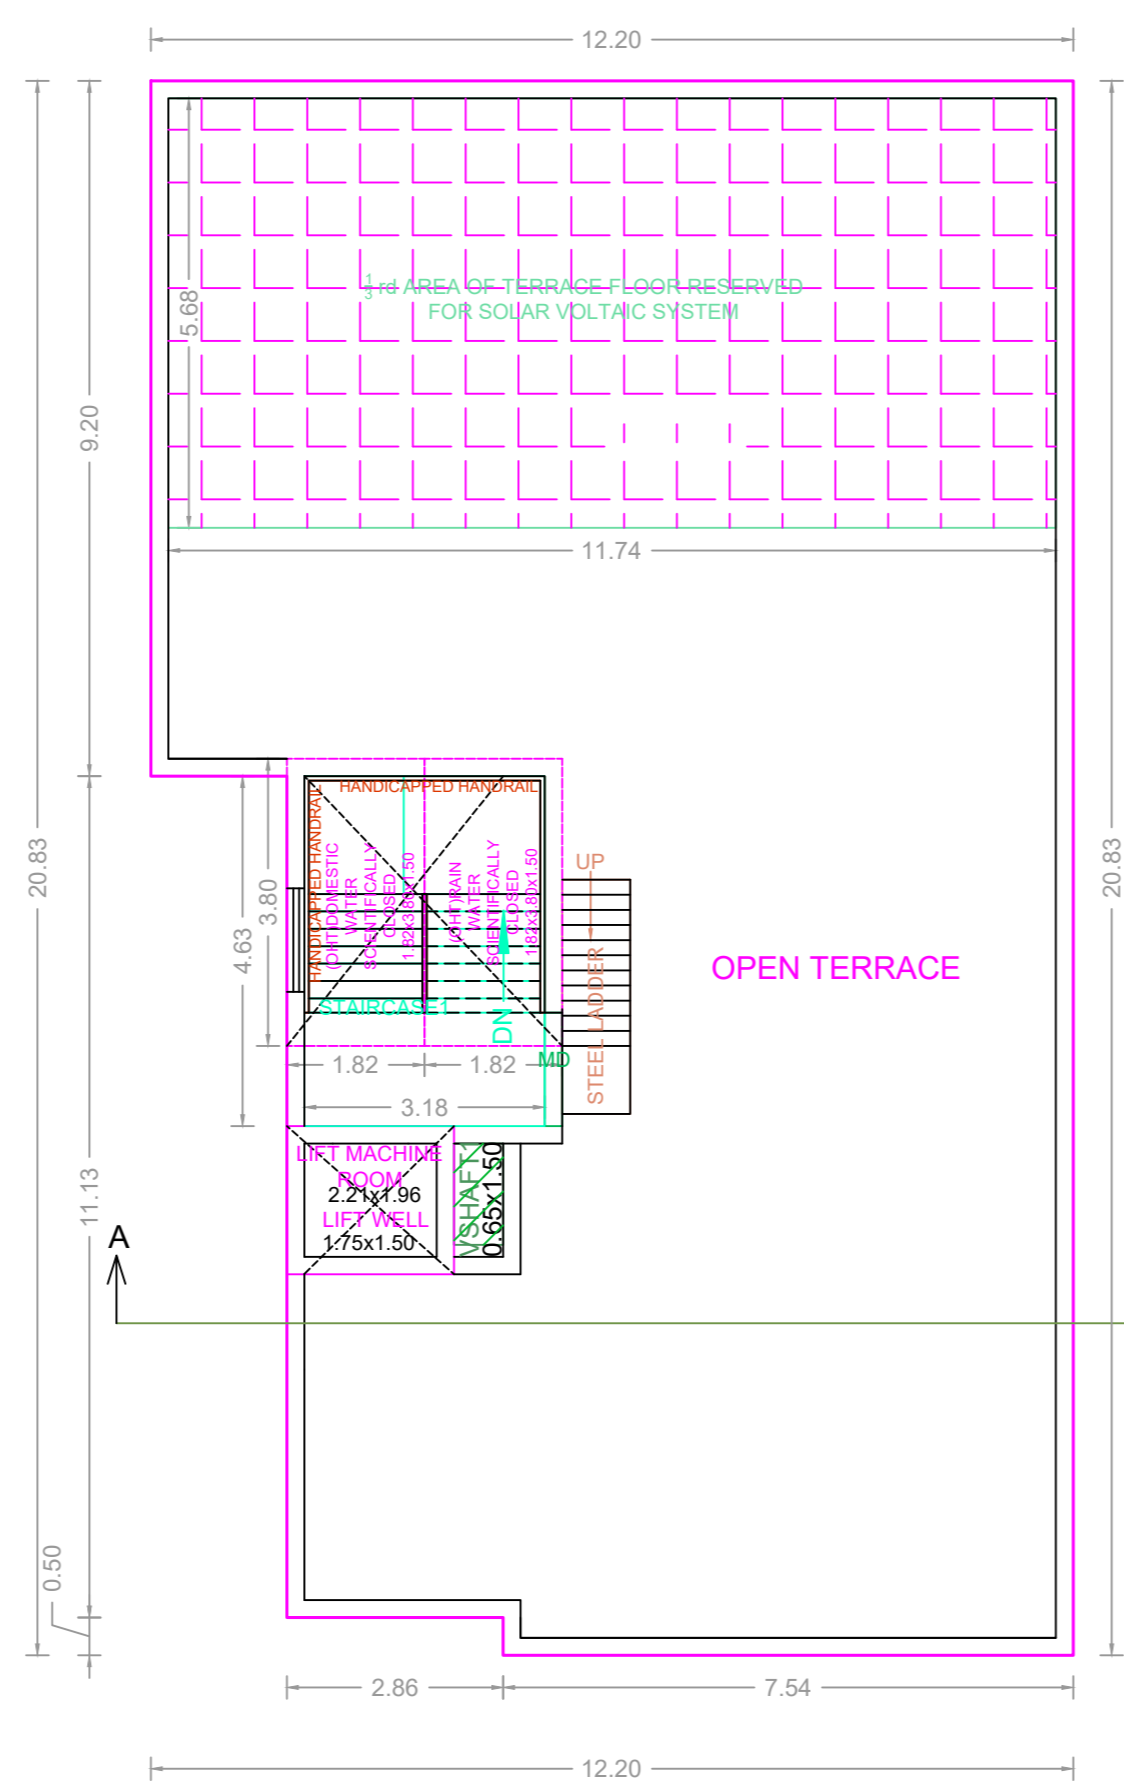 12.20
1/3 rd AREA OF TERRACE FLOOR RESERVED
FOR SOLAR VOLTAIC SYSTEM
5.68
9.20
11.74
20.83
20.83
HANDICAPPED HANDRAIL
HANDICAPPED HANDRAIL
(OHT)DOMESTIC
WATER
SCIENTIFICALLY
CLOSED
1.82x3.80x1.50
(OHT)RAIN
WATER
SCIENTIFICALLY
CLOSED
1.82x3.80x1.50
UP
STEEL LADDER
3.80
4.63
OPEN TERRACE
STAIRCASE1
DN
MD
1.82
1.82
3.18
LIFT MACHINE
ROOM
2.21x1.96
LIFT WELL
1.75x1.50
VSHAFT1
0.65x1.50
11.13
A
0.50
2.86
7.54
12.20